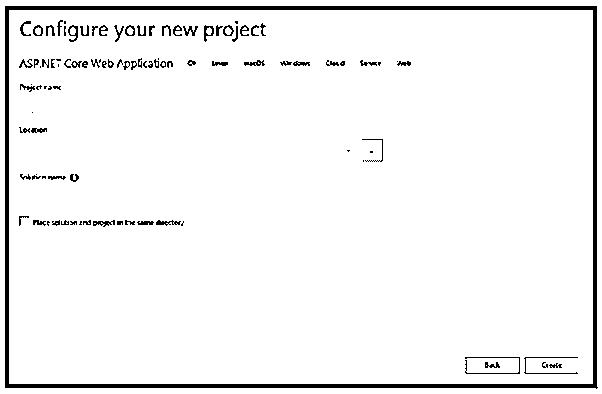 Configure your new project
ASP.NET Core Web Application C# Linux macOS Windows Cloud Service Web
Project name
Location
Solution name
Place solution and project in the same directory
Back Create